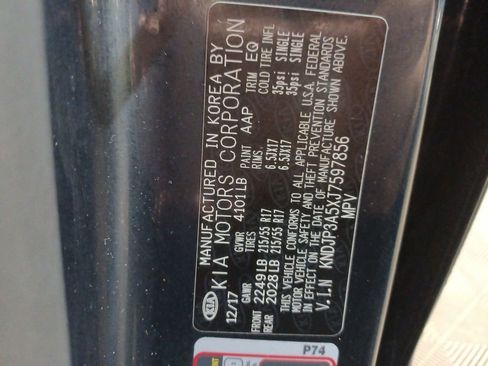 MANUFACTURED IN KOREA BY
KIA MOTORS CORPORATION
KIA
12/17 GVWR 4101LB PAINT AAP TRIM EQ
GAWR TIRES RIMS COLD TIRE INFL
FRONT 2249LB 215/55 R17 6.5JX17 35psi SINGLE
REAR 2028LB 215/55 R17 6.5JX17 35psi SINGLE
THIS VEHICLE CONFORMS TO ALL APPLICABLE U.S.A. FEDERAL
MOTOR VEHICLE SAFETY AND THEFT PREVENTION STANDARDS
IN EFFECT ON THE DATE OF MANUFACTURE SHOWN ABOVE.
V.I.N KNDJP3A5XJ7597856
MPV
P74